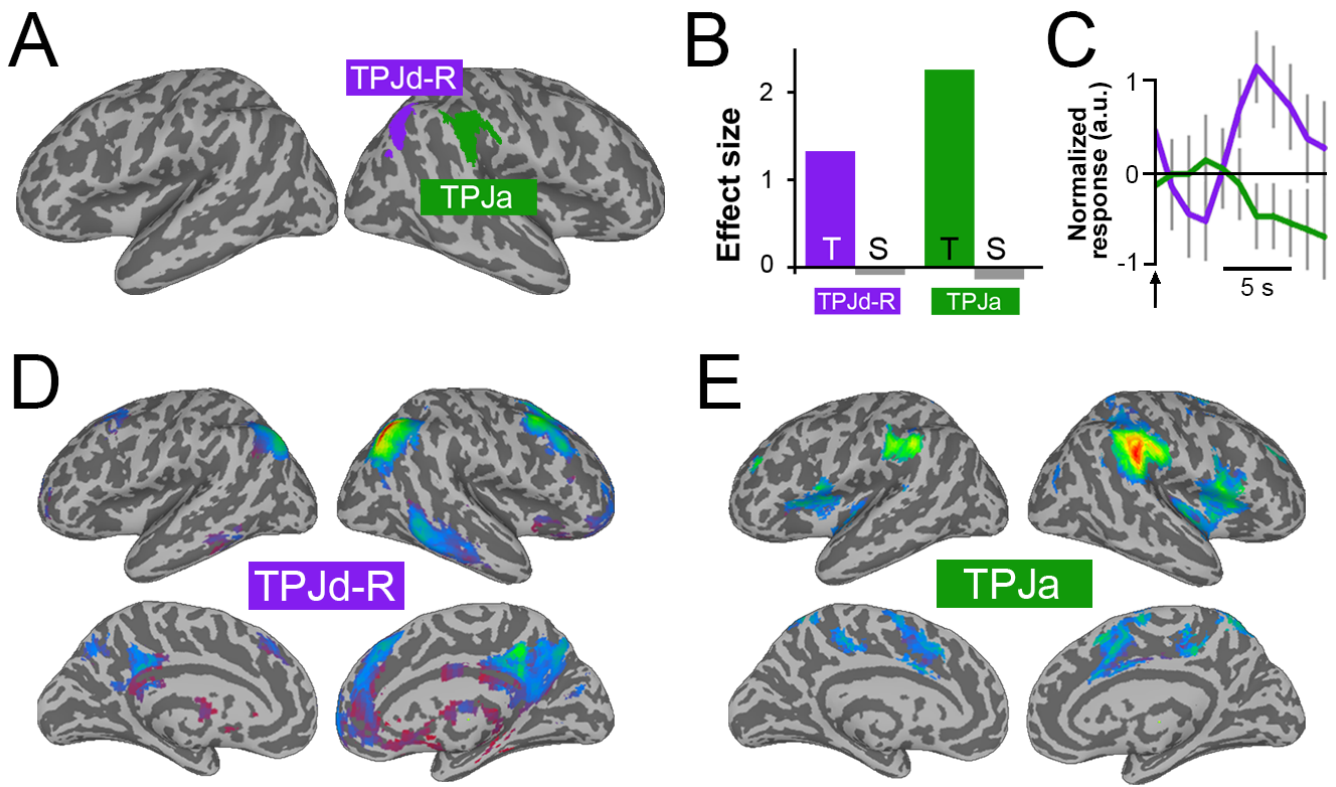 A
TPJd-R
TPJa
B
Effect size
2
1
0
T
S
T
S
TPJd-R
TPJa
C
Normalized
response (a.u.)
1
0
-1
5 s
D
TPJd-R
E
TPJa